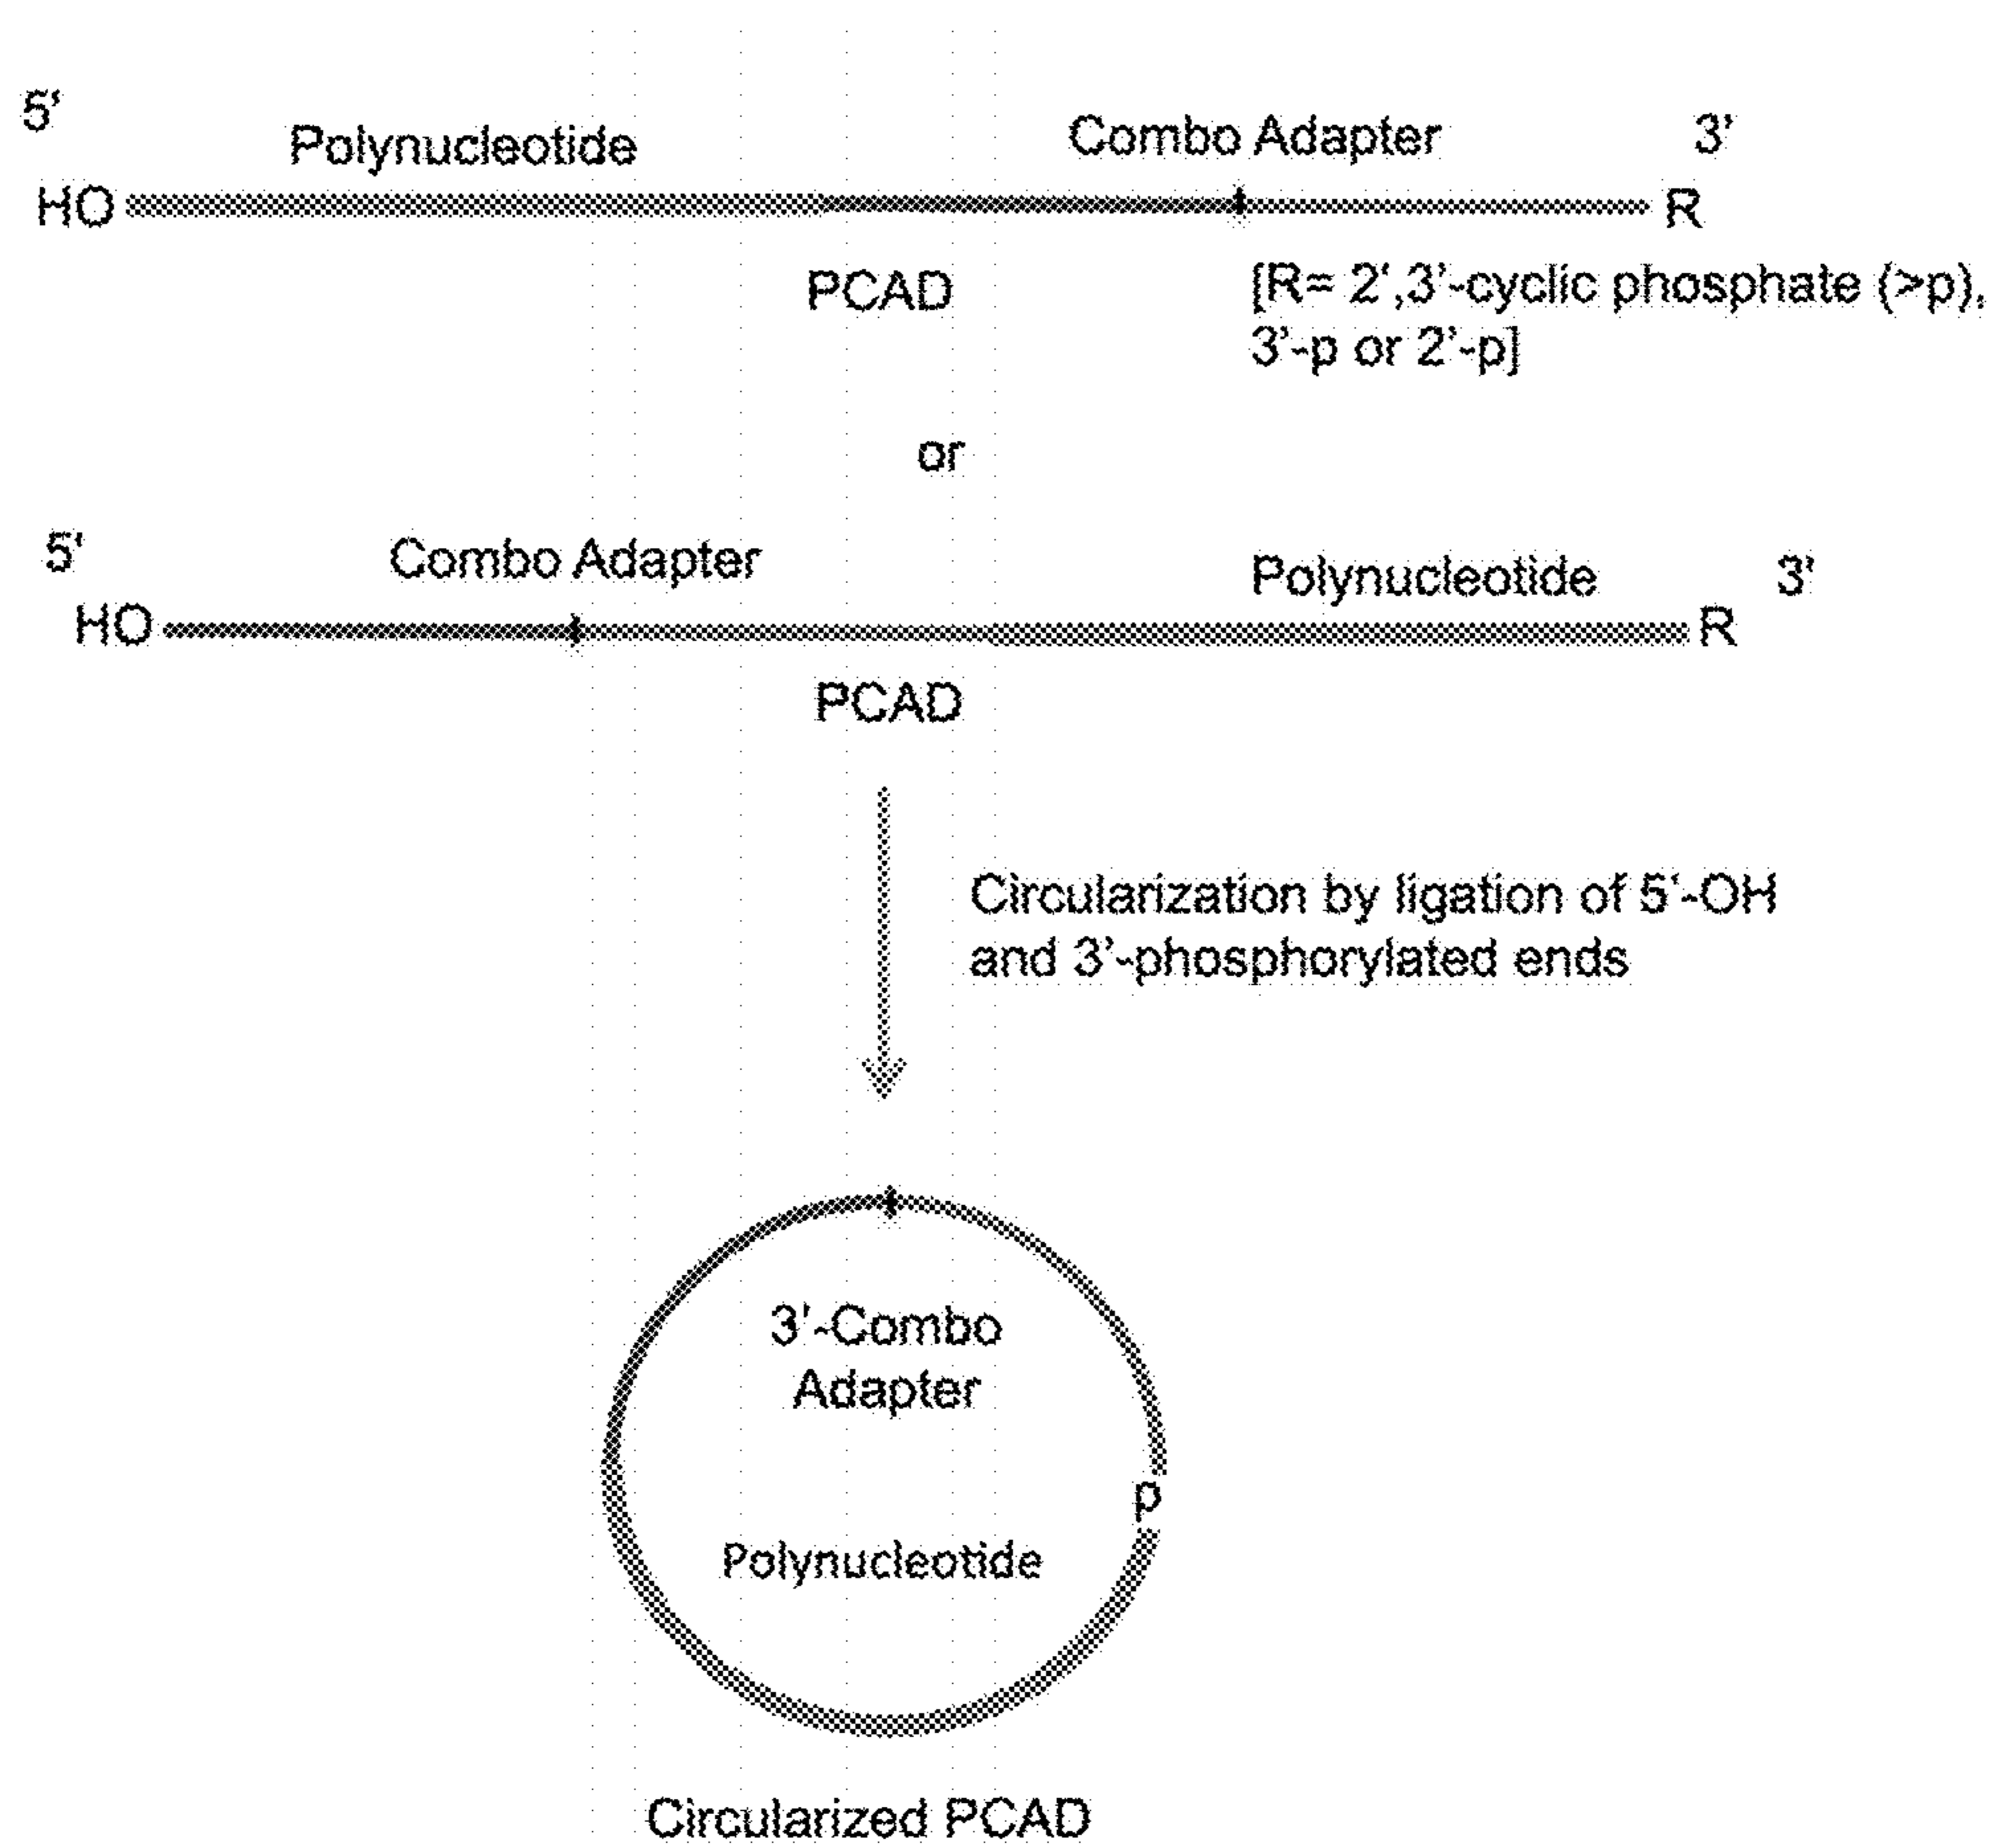 5'
Polynucleotide
Combo Adapter
3'
HO
R
PCAD
[R= 2',3'-cyclic phosphate (>p),
3'-p or 2'-p]
or
5'
Combo Adapter
Polynucleotide
3'
HO
R
PCAD
Circularization by ligation of 5'-OH
and 3'-phosphorylated ends
3'-Combo
Adapter
p
Polynucleotide
Circularized PCAD